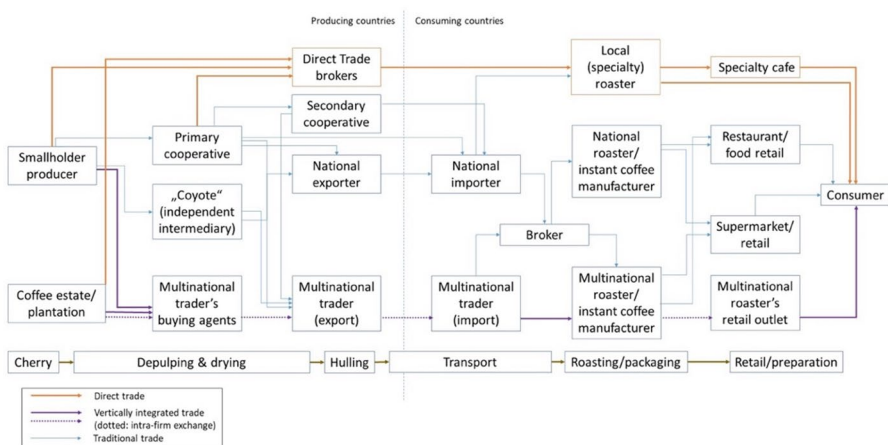 Producing countries
Consuming countries
Direct Trade
brokers
Local
(specialty)
roaster
Specialty cafe
Secondary
cooperative
Smallholder
producer
Primary
cooperative
National
exporter
National
importer
National
roaster/
instant coffee
manufacturer
Restaurant/
food retail
Consumer
„Coyote“
(independent
intermediary)
Broker
Supermarket/
retail
Coffee estate/
plantation
Multinational
trader's
buying agents
Multinational
trader
(export)
Multinational
trader
(import)
Multinational
roaster/
instant coffee
manufacturer
Multinational
roaster's
retail outlet
Cherry
Depulping & drying
Hulling
Transport
Roasting/packaging
Retail/preparation
Direct trade
Vertically integrated trade
(dotted: intra-firm exchange)
Traditional trade